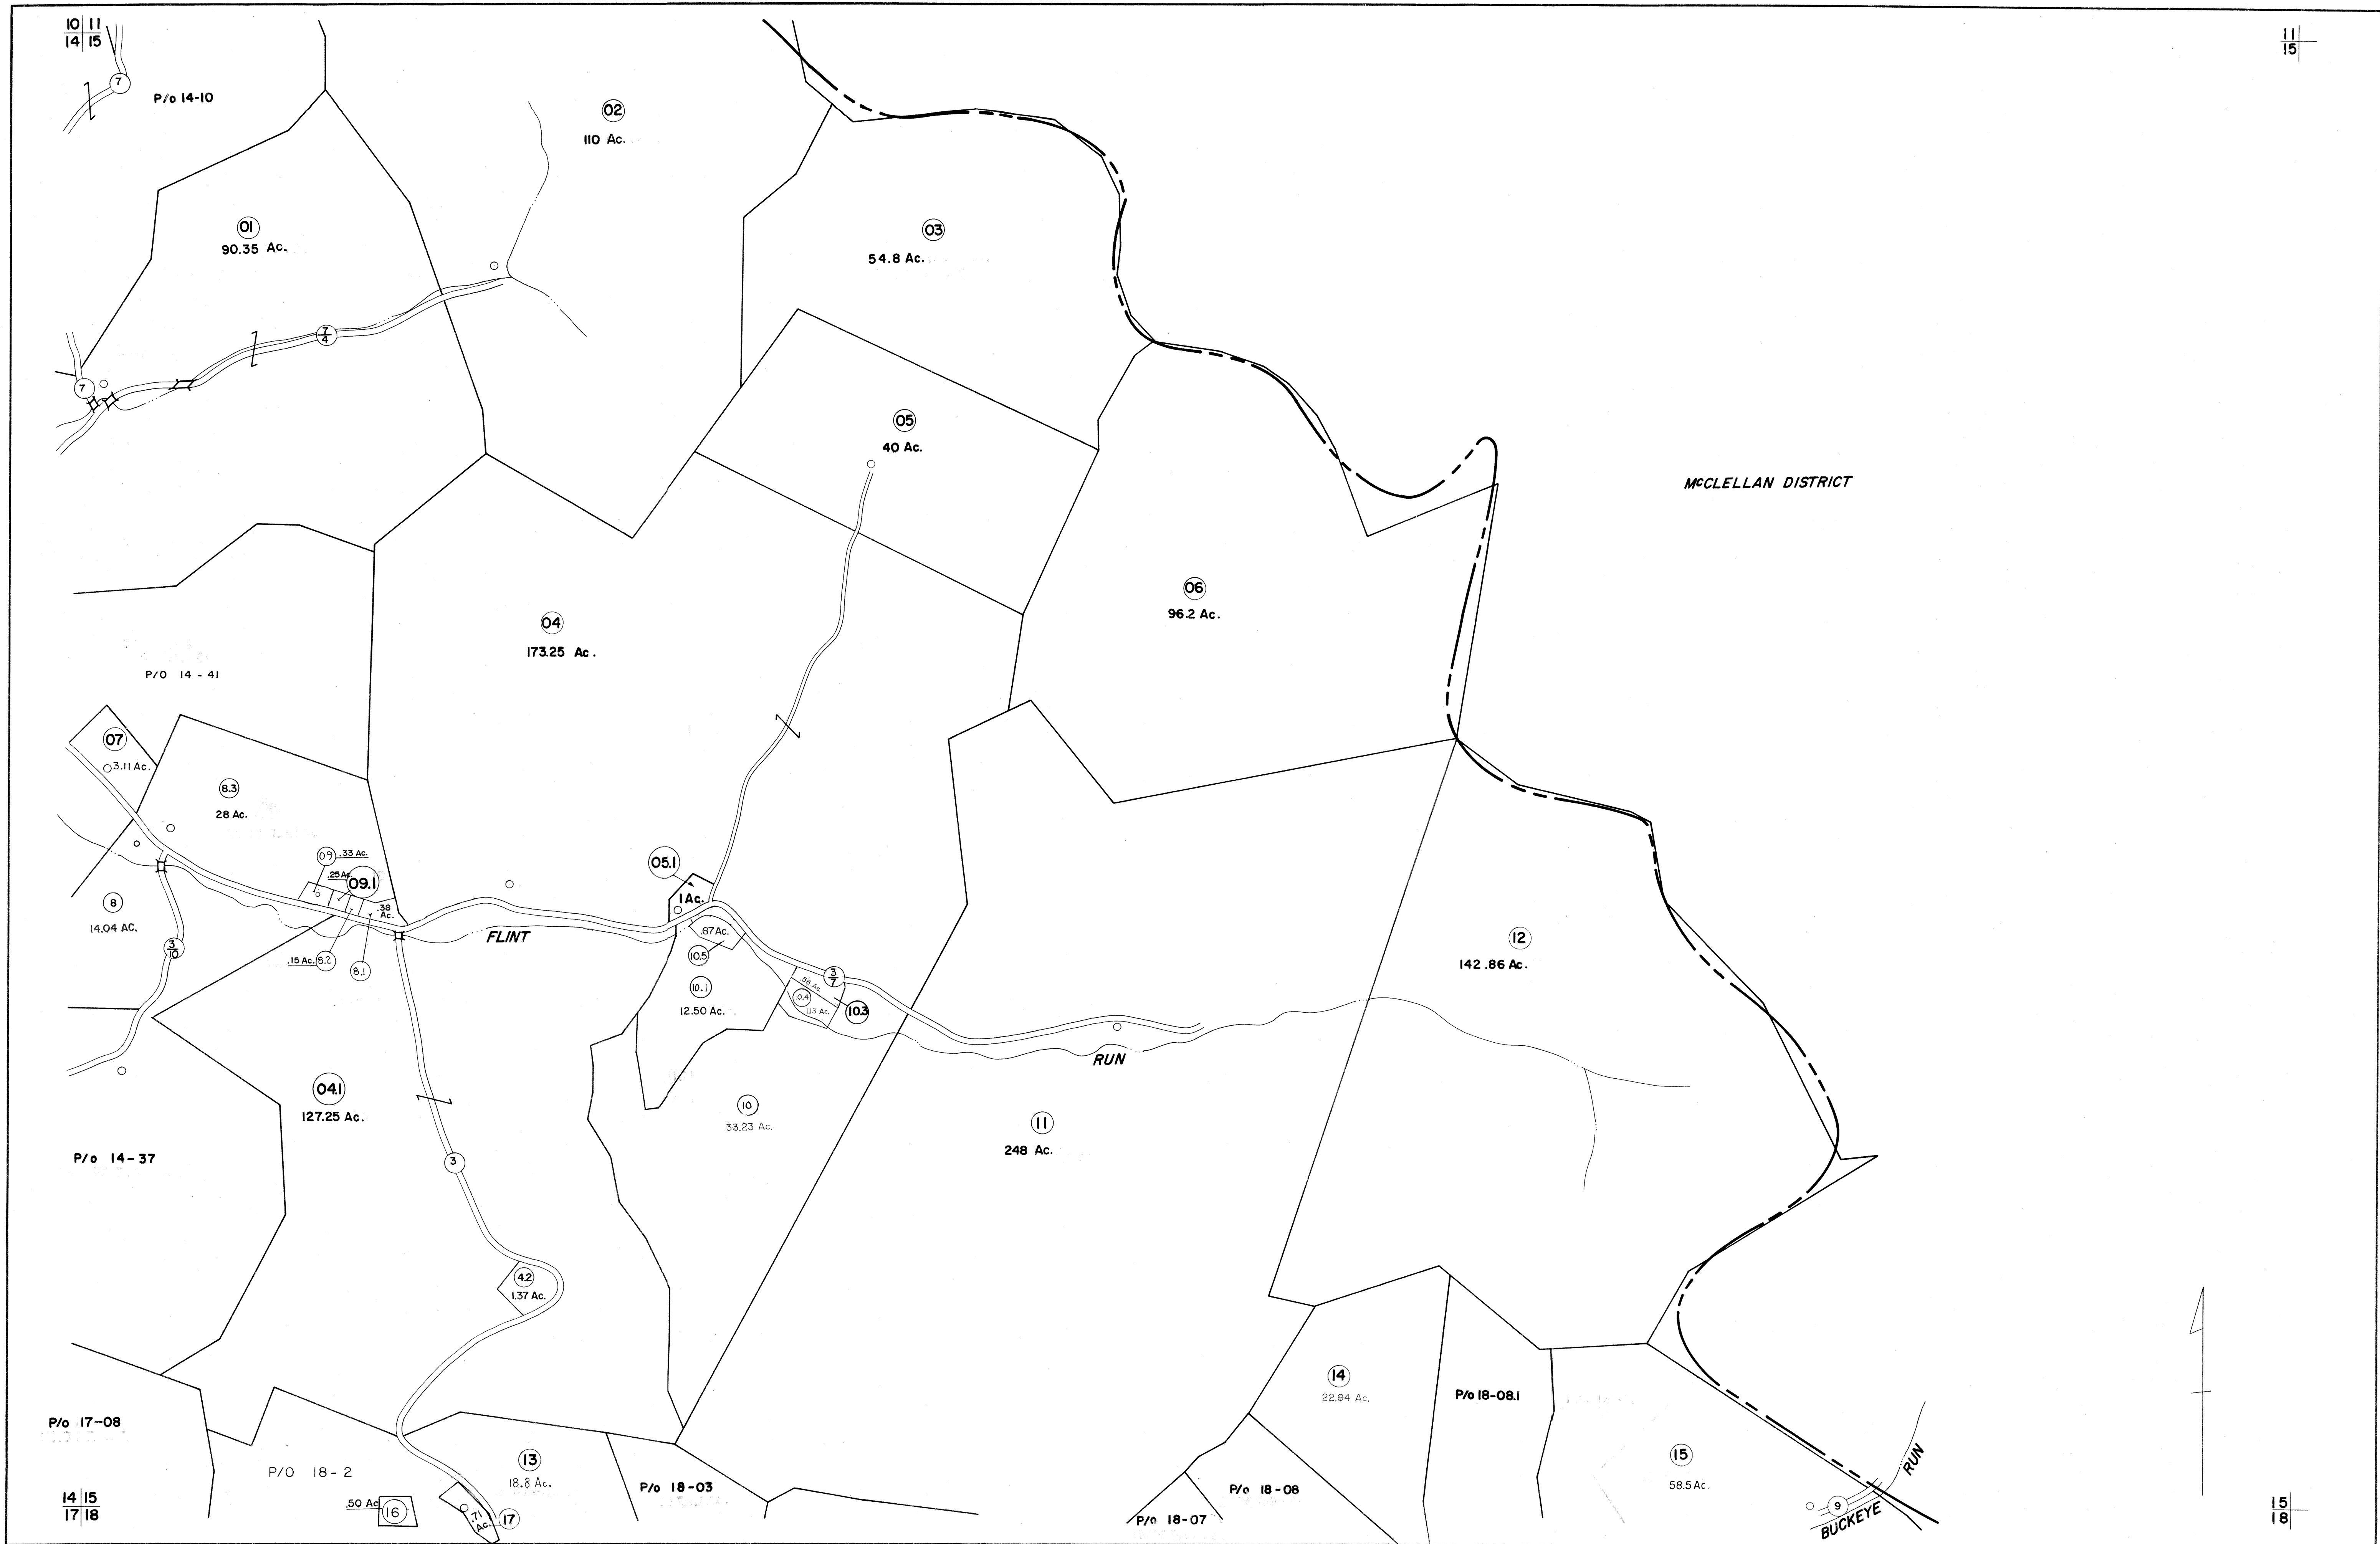 10 11
14 15
11
15
7
P/o 14-10
02
110 Ac.
01
90.35 Ac.
03
54.8 Ac.
7
4
7
05
40 Ac.
McCLELLAN DISTRICT
06
96.2 Ac.
04
173.25 Ac.
P/O 14 - 41
07
3.11 Ac.
8.3
28 Ac.
09 .33 Ac.
.25 Ac.
09.1
.38
Ac.
05.1
1 Ac.
8
14.04 AC.
3
10
.15 Ac. 8.2
8.1
FLINT
.87 Ac.
10.5
10.1
12.50 Ac.
3
7
.58 Ac.
10.4
1.13 Ac.
10.3
12
142.86 Ac.
RUN
04.1
127.25 Ac.
10
33.23 Ac.
11
248 Ac.
P/o 14-37
3
4.2
1.37 Ac.
14
22.84 Ac.
P/o 18-08.1
P/o 17-08
P/O 18-2
13
18.8 Ac.
P/o 18-03
P/o 18-08
15
58.5 Ac.
.50 Ac.
16
.71
Ac.
17
P/o 18-07
9
BUCKEYE
RUN
14 15
17 18
15
18